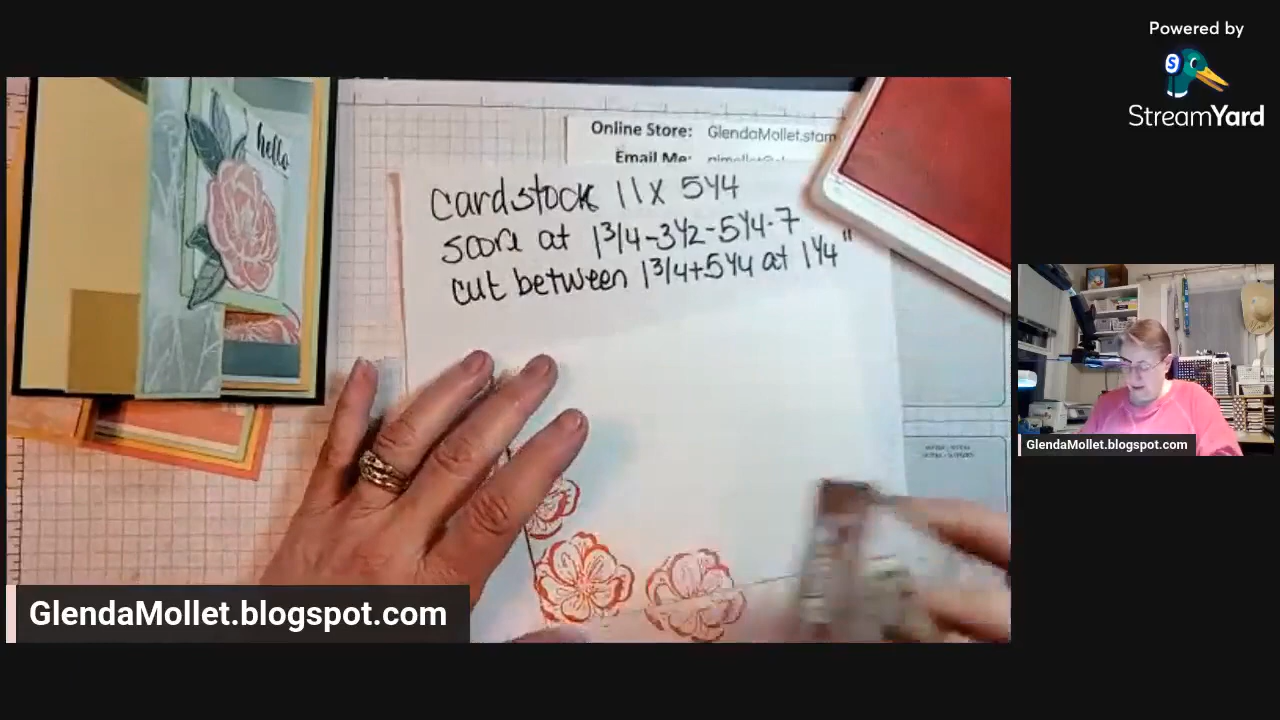 Powered by
StreamYard
hello
Online Store: GlendaMollet.stam
Email Me:
cardstock 11x 5 1/4
score at 1 3/4-3 1/2-5 1/4-7
cut between 1 3/4+5 1/4 at 1 1/4"
GlendaMollet.blogspot.com
GlendaMollet.blogspot.com